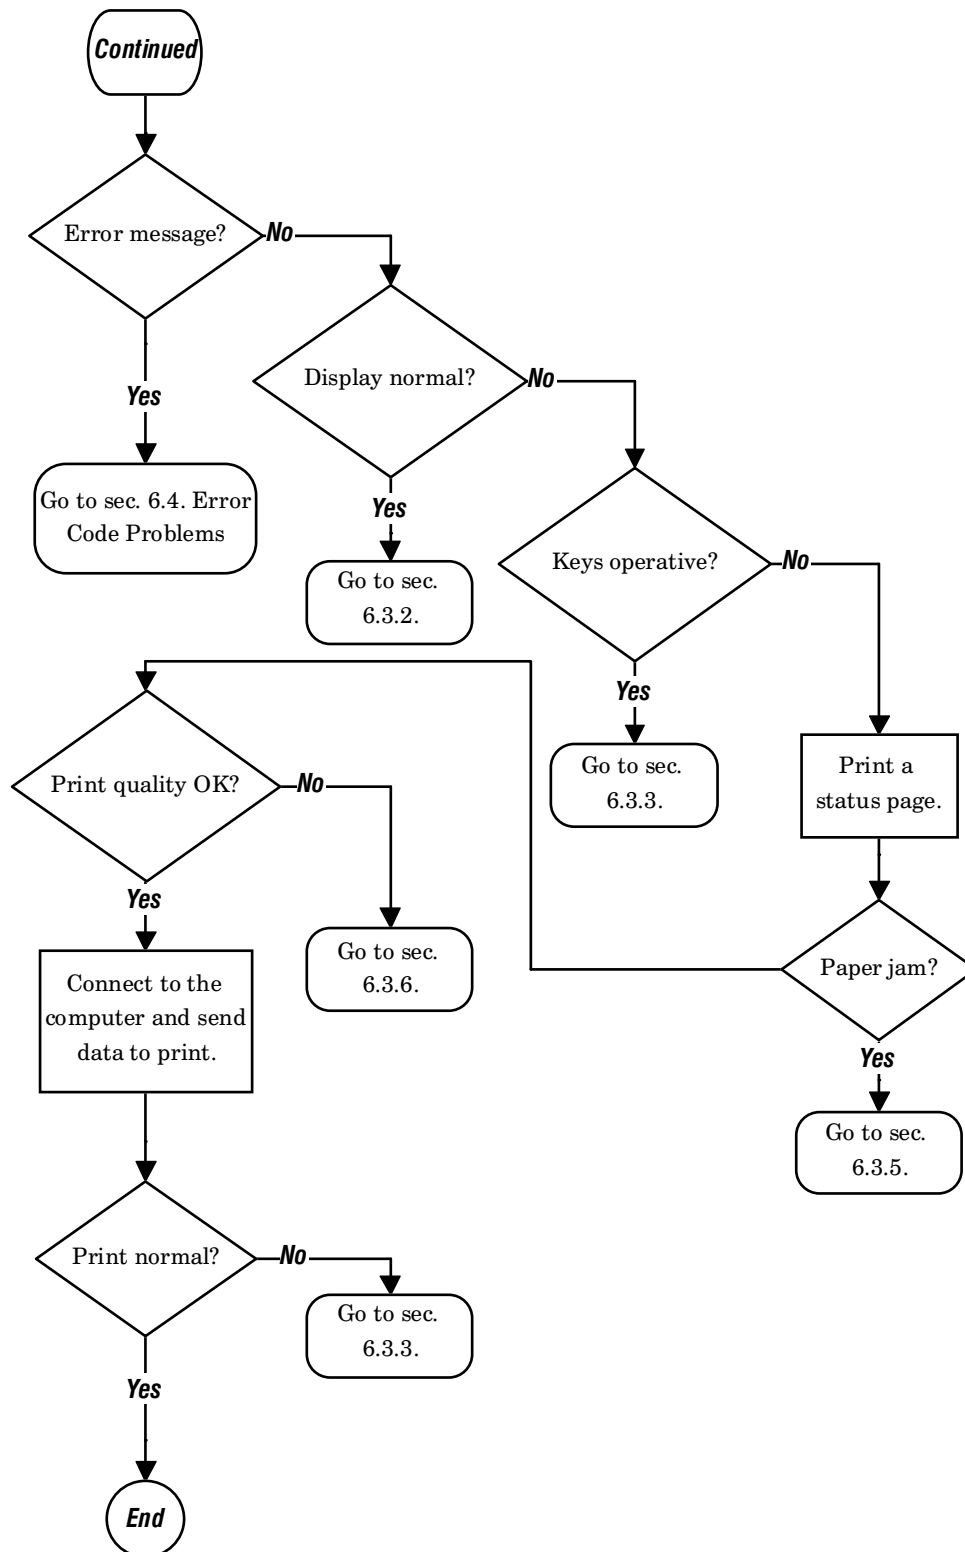 Continued
Error message?
No
Yes
Go to sec. 6.4. Error
Code Problems
Display normal?
No
Yes
Go to sec.
6.3.2.
Keys operative?
No
Yes
Go to sec.
6.3.3.
Print a
status page.
Paper jam?
Yes
Go to sec.
6.3.5.
Print quality OK?
No
Go to sec.
6.3.6.
Yes
Connect to the
computer and send
data to print.
Print normal?
No
Go to sec.
6.3.3.
Yes
End